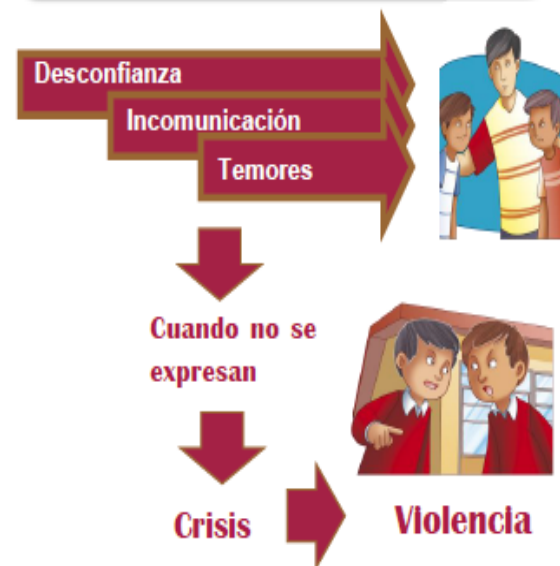 Desconfianza
Incomunicación
Temores
Cuando no se
expresan
Crisis
Violencia